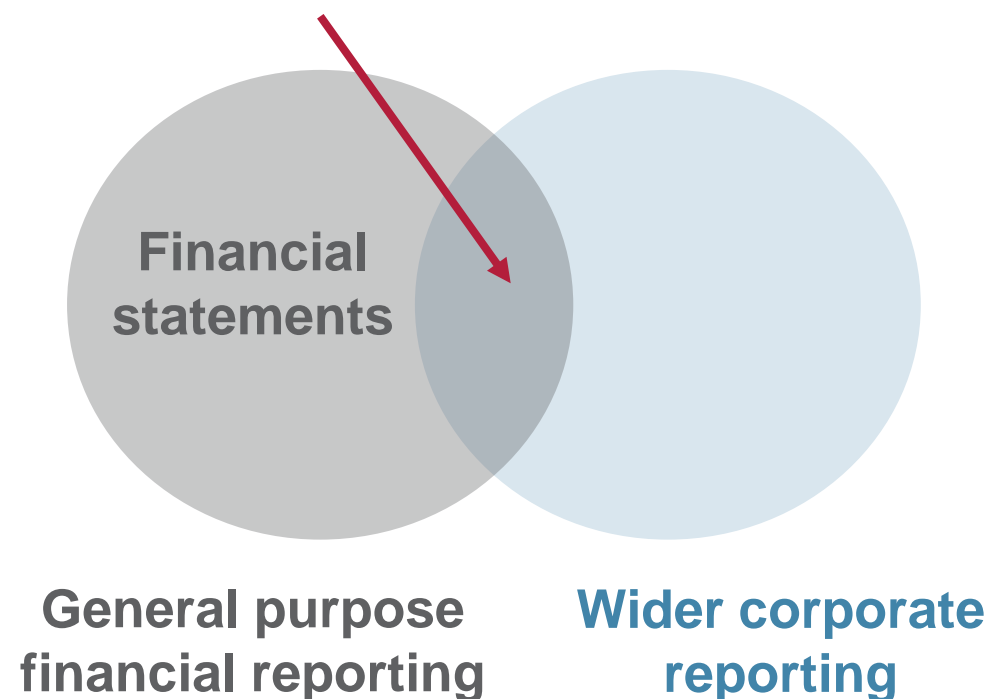 Financial
statements
General purpose
financial reporting
Wider corporate
reporting